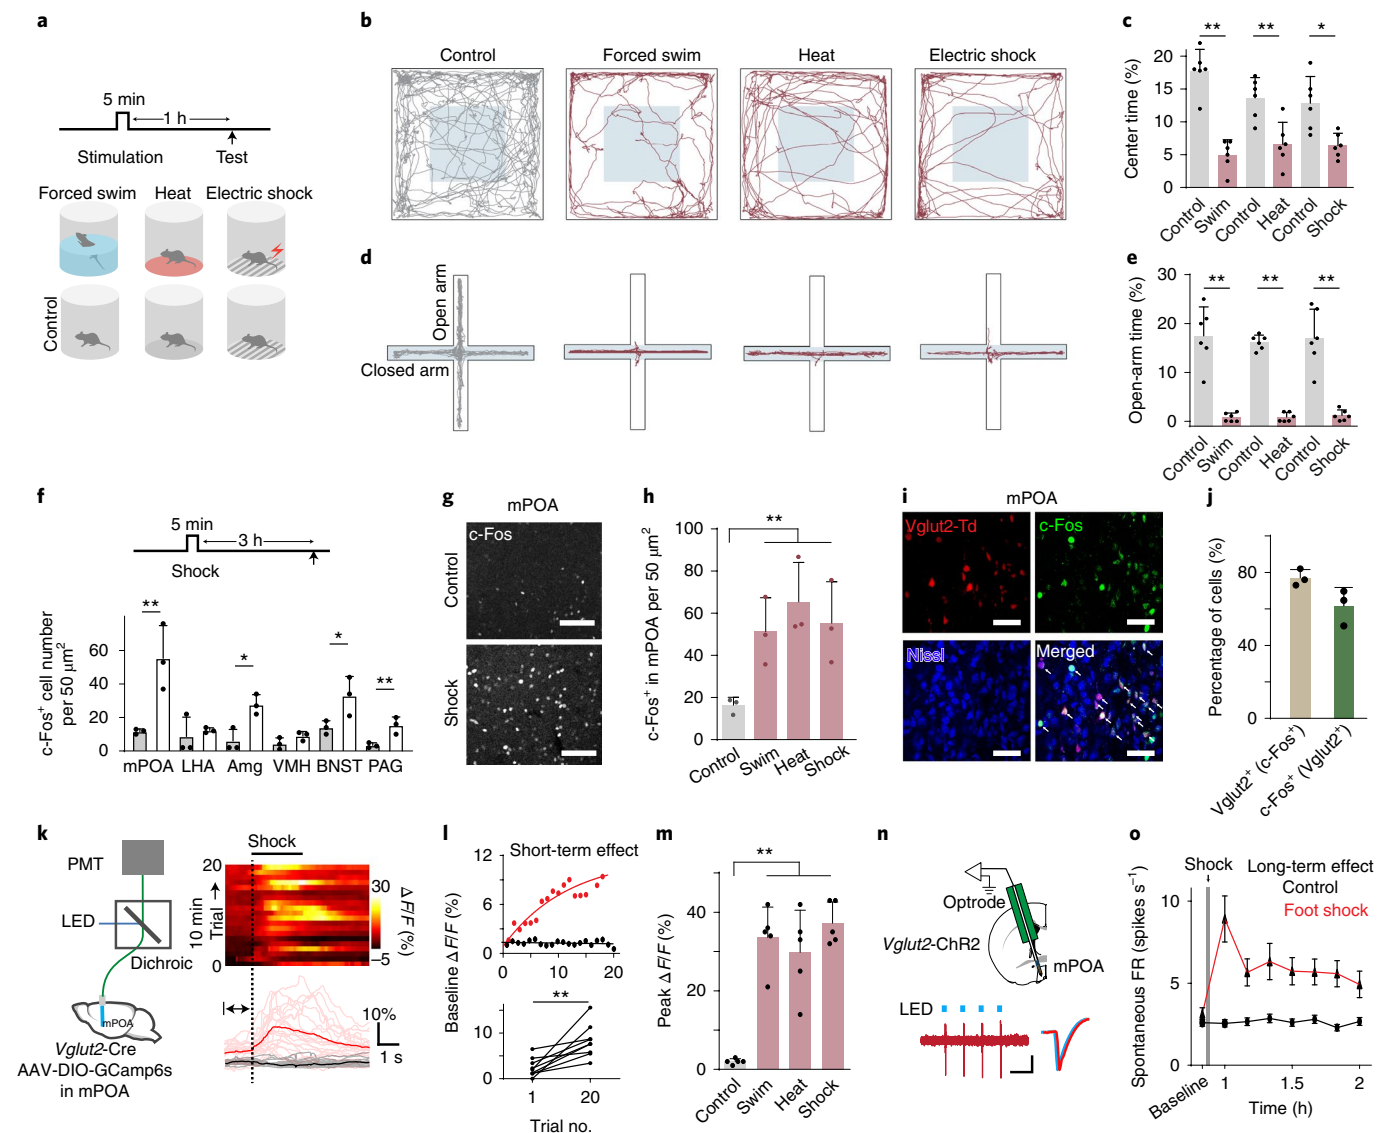 a
5 min
1 h
Stimulation
Test
Forced swim
Heat
Electric shock
Control
b
Control
Forced swim
Heat
Electric shock
c
Center time (%)
20
15
10
5
0
**
**
*
Control
Swim
Control
Heat
Control
Shock
d
Open arm
Closed arm
e
Open-arm time (%)
30
20
10
0
**
**
**
Control
Swim
Control
Heat
Control
Shock
f
5 min
3 h
Shock
c-Fos⁺ cell number
per 50 μm²
60
40
20
0
**
*
*
**
mPOA
LHA
Amg
VMH
BNST
PAG
g
mPOA
c-Fos
Control
Shock
h
c-Fos⁺ in mPOA per 50 μm²
100
80
60
40
20
0
**
Control
Swim
Heat
Shock
i
mPOA
Vglut2-Td
c-Fos
Nissl
Merged
j
Percentage of cells (%)
80
40
0
Vglut2⁺ (c-Fos⁺)
c-Fos⁺ (Vglut2⁺)
k
PMT
LED
Dichroic
mPOA
Vglut2-Cre
AAV-DIO-GCamp6s
in mPOA
Shock
20
10 min
Trial
0
30
−5
Δ F/F (%)
10%
1 s
l
Short-term effect
Baseline Δ F/F (%)
12
6
0
0
10
20
**
10
0
1
20
Trial no.
m
Peak Δ F/F (%)
40
20
0
**
Control
Swim
Heat
Shock
n
Optrode
Vglut2-ChR2
mPOA
LED
o
Shock
Long-term effect
Control
Foot shock
Spontaneous FR (spikes s⁻¹)
10
5
0
Baseline
1
1.5
2
Time (h)